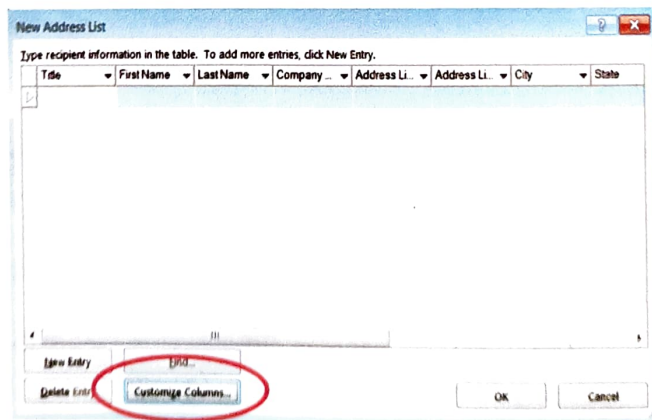 New Address List
Type recipient information in the table. To add more entries, click New Entry.
Title First Name Last Name Company ... Address Li... Address Li... City State
New Entry Find...
Delete Entry Customize Columns... OK Cancel